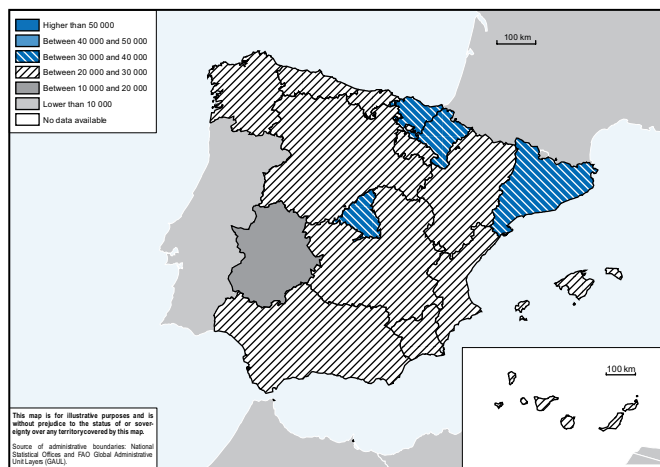 Higher than 50 000
Between 40 000 and 50 000
Between 30 000 and 40 000
Between 20 000 and 30 000
Between 10 000 and 20 000
Lower than 10 000
No data available
100 km
100 km
This map is for illustrative purposes and is
without prejudice to the status of or sover-
eignty over any territorycovered by this map.
Source of administrative boundaries: National
Statistical Offices and FAO Global Administrative
Unit Layers (GAUL).